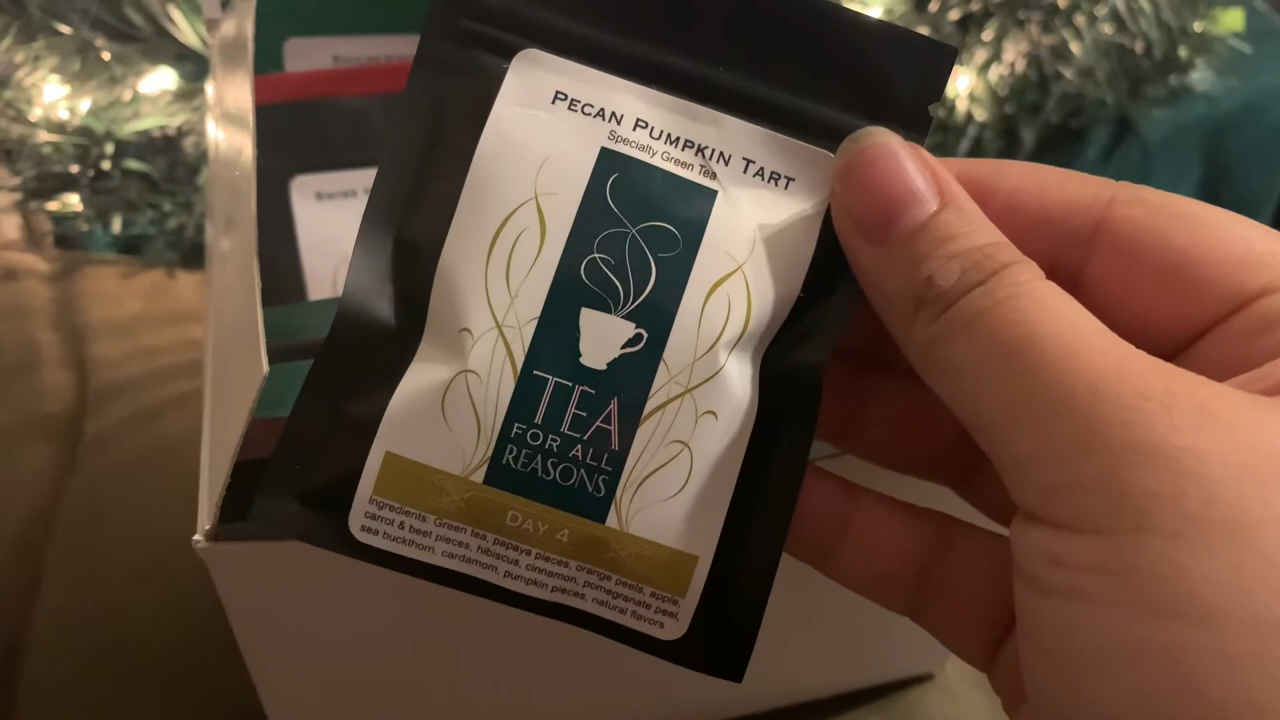 PECAN PUMPKIN TART
Specialty Green Tea
TEA
FOR ALL
REASONS
DAY 4
Ingredients: Green tea, papaya pieces, orange peels, apple,
carrot & beet pieces, hibiscus, cinnamon, pomegranate peel,
sea buckthorn, cardamom, pumpkin pieces, natural flavors